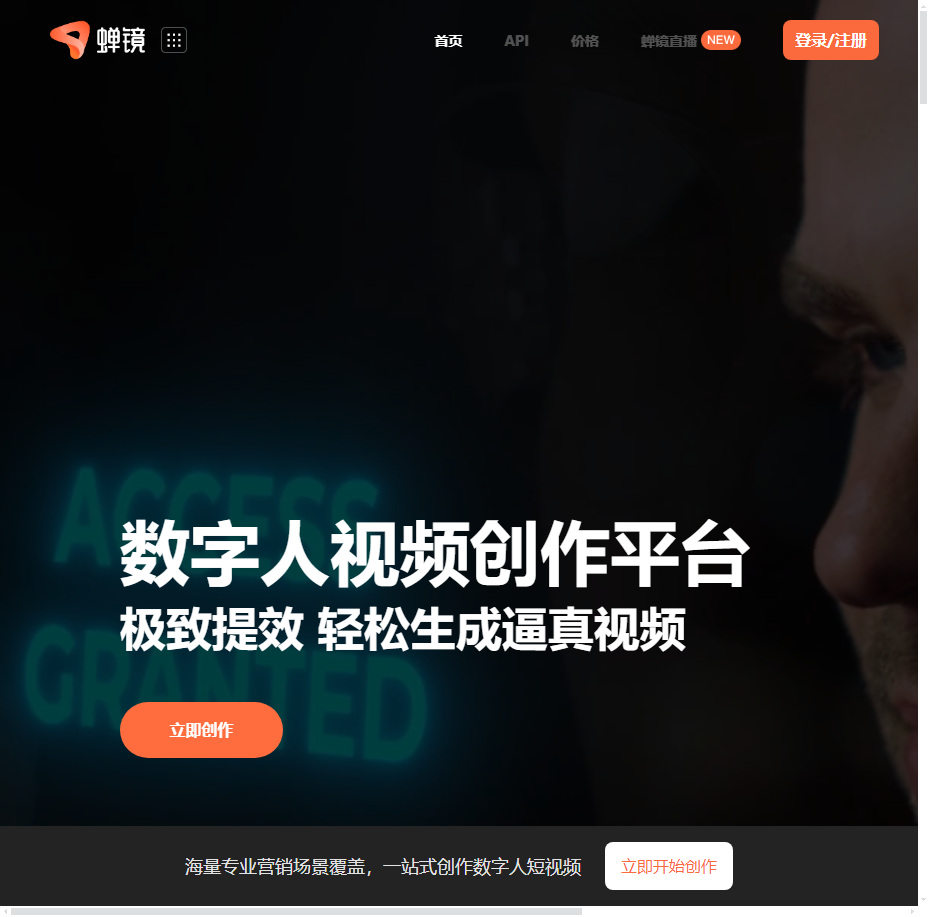 蝉镜
首页 API 价格 蝉镜直播 NEW 登录/注册
ACCESS
GRANTED
数字人视频创作平台
极致提效 轻松生成逼真视频
立即创作
海量专业营销场景覆盖，一站式创作数字人短视频 立即开始创作